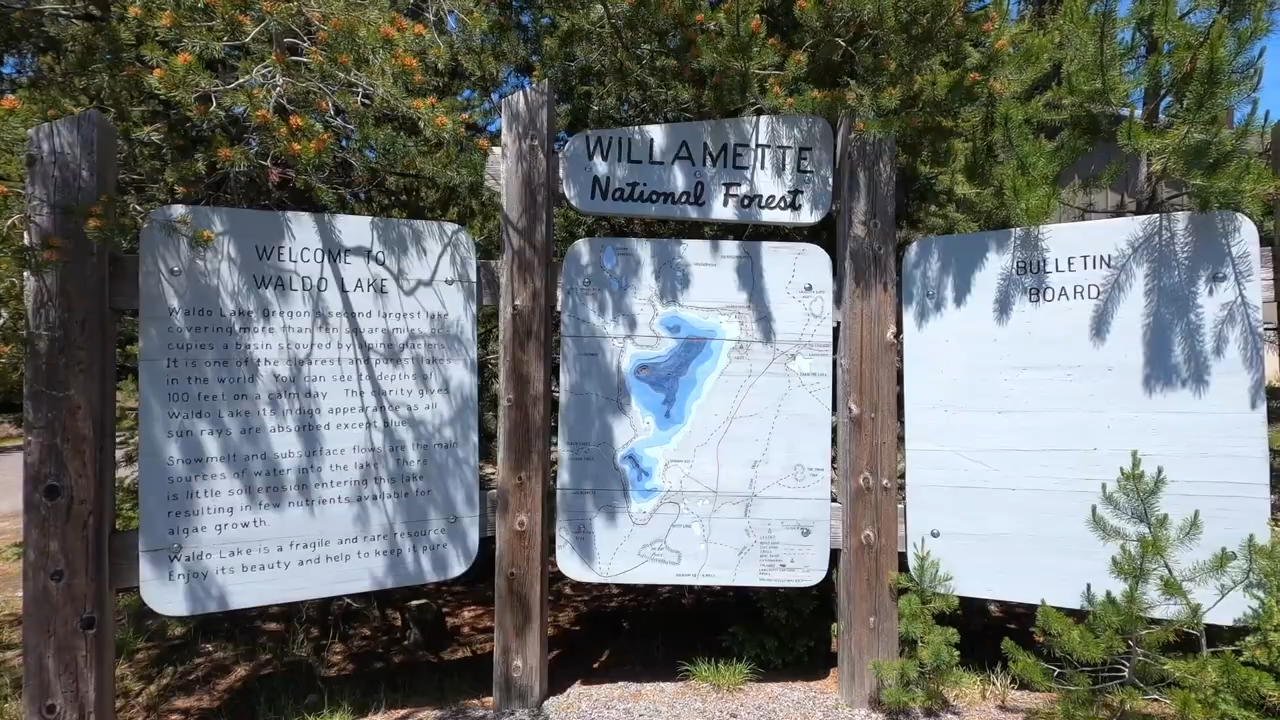 WELCOME TO
WALDO LAKE
Waldo Lake, Oregon's second largest lake
covering more than ten square miles, oc-
cupies a basin scoured by alpine glaciers.
It is one of the clearest and purest lakes
in the world. You can see to depths of
100 feet on a calm day. The clarity gives
Waldo Lake its indigo appearance as all
sun rays are absorbed except blue.
Snowmelt and subsurface flows are the main
sources of water into the lake. There
is little soil erosion entering this lake
resulting in few nutrients available for
algae growth.
Waldo Lake is a fragile and rare resource
Enjoy its beauty and help to keep it pure
WILLAMETTE
National Forest
BULLETIN
BOARD